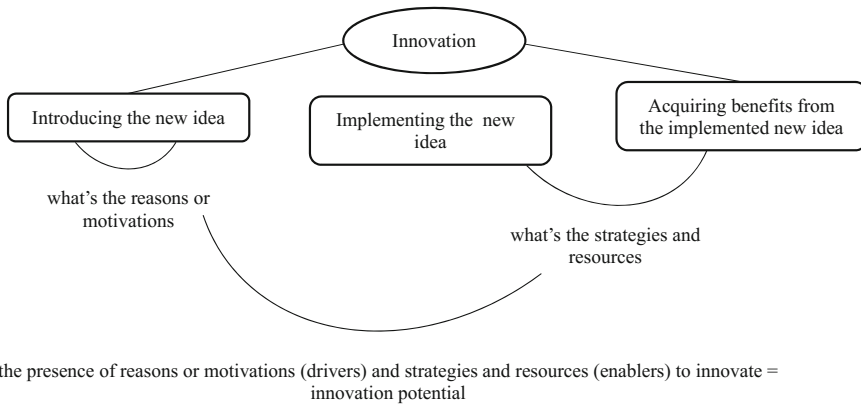 Innovation
Introducing the new idea
Implementing the new
idea
Acquiring benefits from
the implemented new idea
what’s the reasons or
motivations
what’s the strategies and
resources
the presence of reasons or motivations (drivers) and strategies and resources (enablers) to innovate =
innovation potential